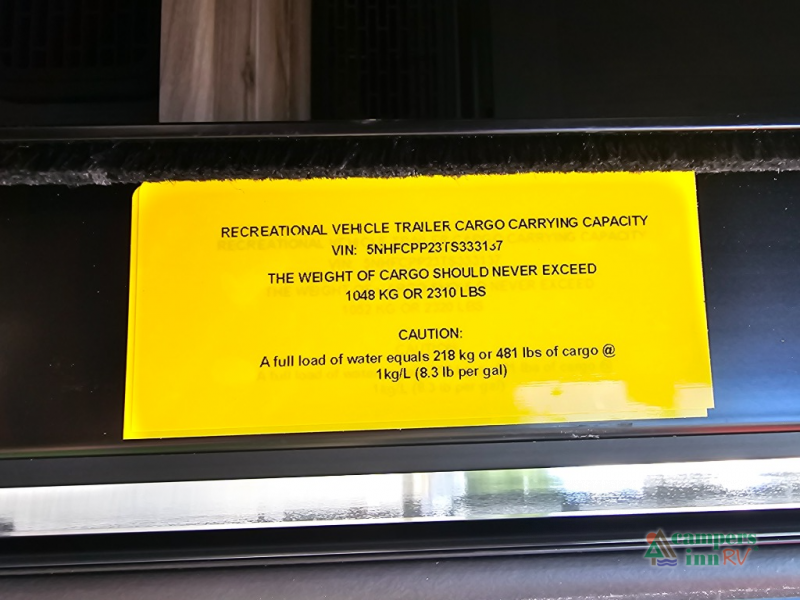 RECREATIONAL VEHICLE TRAILER CARGO CARRYING CAPACITY
VIN: 5NHFCPP23TS333137
THE WEIGHT OF CARGO SHOULD NEVER EXCEED
1048 KG OR 2310 LBS
CAUTION:
A full load of water equals 218 kg or 481 lbs of cargo @
1kg/L (8.3 lb per gal)
campers
inn RV